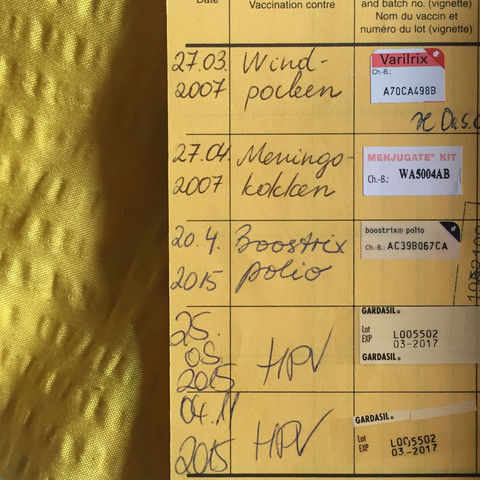 Date
Vaccination contre
and batch no. (vignette)
Nom du vaccin et
numéro du lot (vignette)
27.03.
2007
Wind-
pocken
Varilrix
Ch.-B.:
A70CA498B
27.04.
2007
Meningo-
kokken
MENJUGATE® KIT
Ch.-B.:
WA5004AB
20.4.
2015
Boostrix
polio
boostrix® polio
Ch.-B.: AC39B067CA
25.
05.
2015
HPV
GARDASIL®
Lot
EXP
L005502
03-2017
GARDASIL®
04.11
2015
HPV
GARDASIL®
Lot
EXP
L005502
03-2017